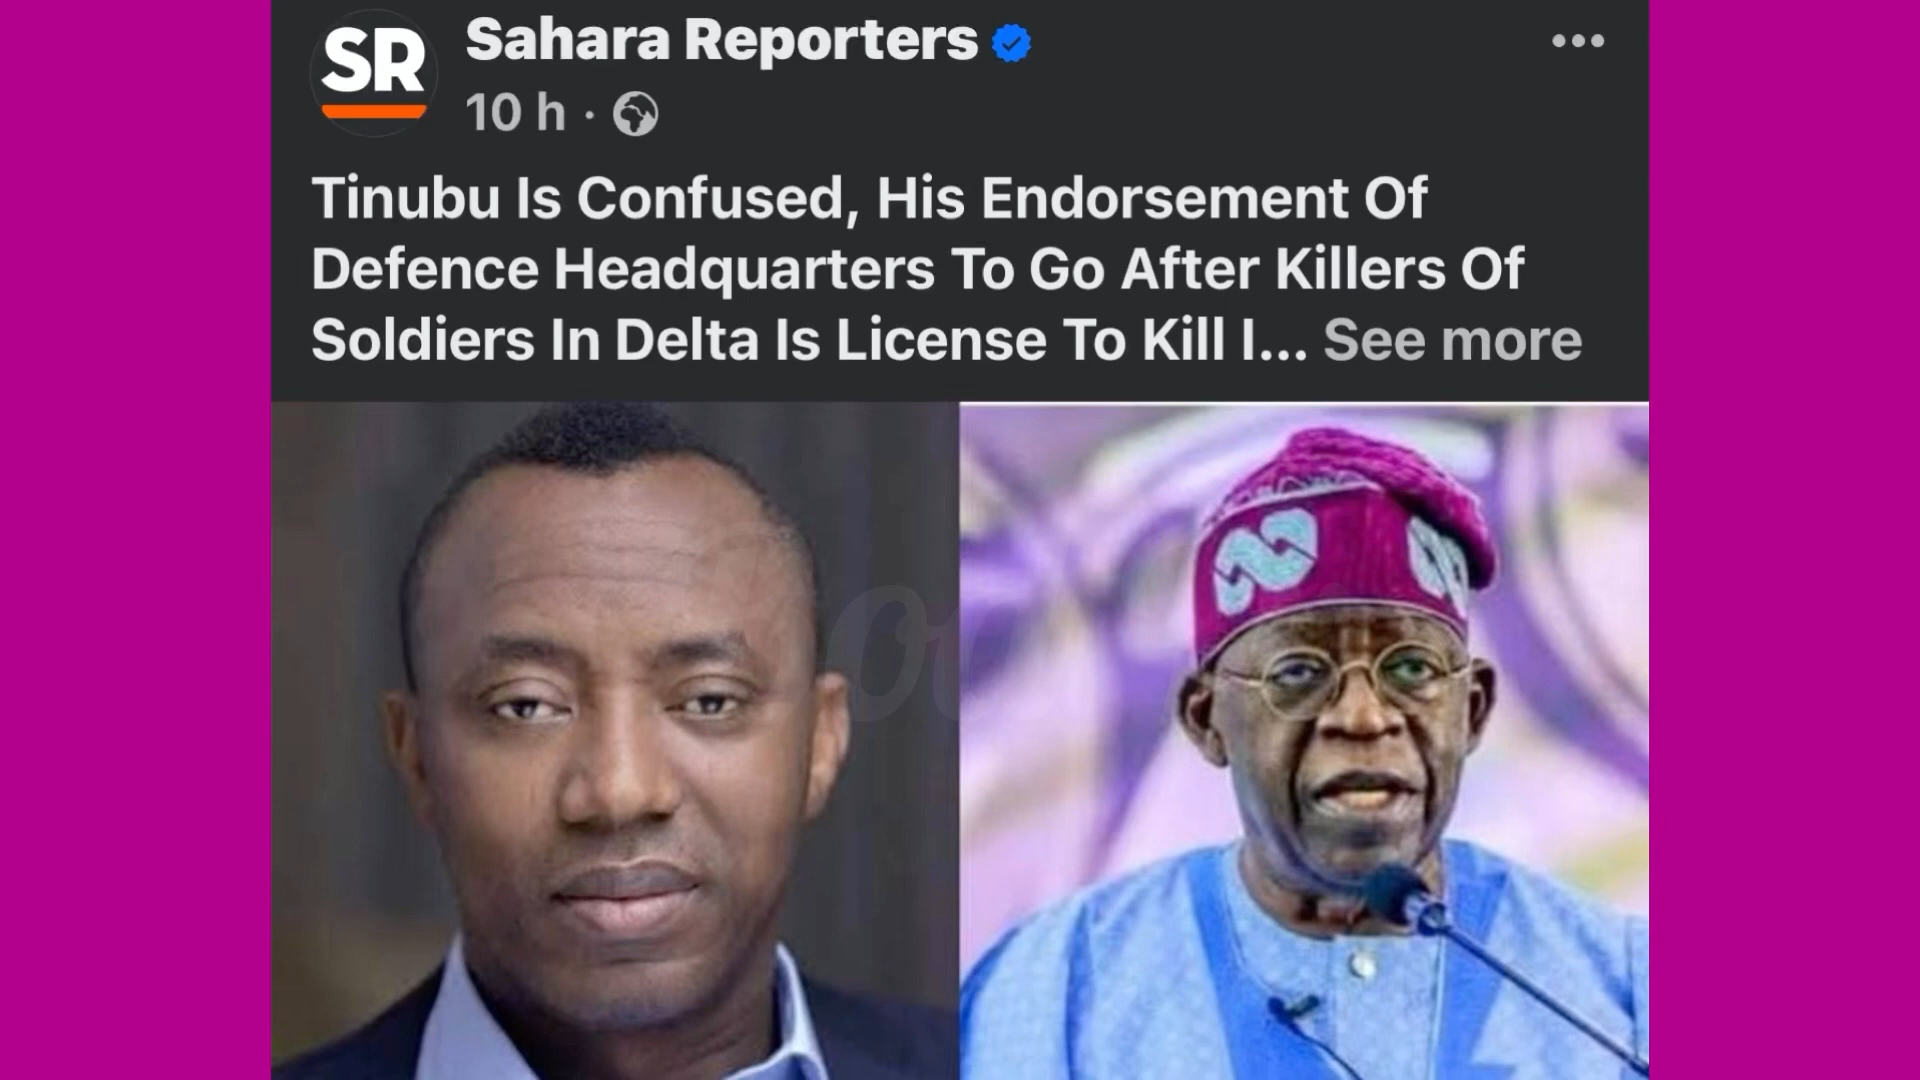 SR
Sahara Reporters
10 h ·
Tinubu Is Confused, His Endorsement Of
Defence Headquarters To Go After Killers Of
Soldiers In Delta Is License To Kill I... See more